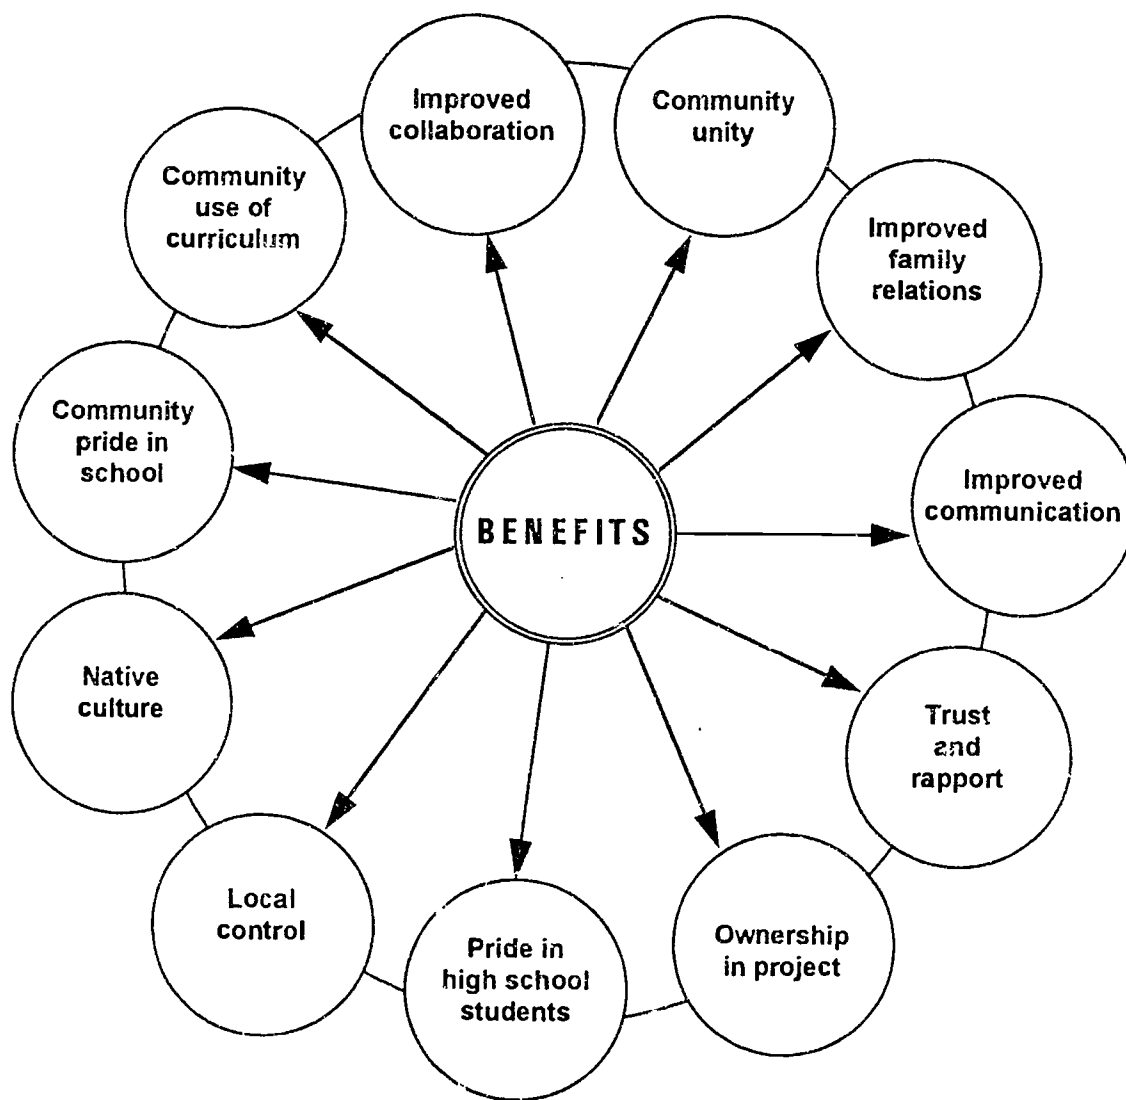 Improved
collaboration
Community
unity
Community
use of
curriculum
Improved
family
relations
Community
pride in
school
Improved
communication
BENEFITS
Native
culture
Trust
and
rapport
Local
control
Pride in
high school
students
Ownership
in project